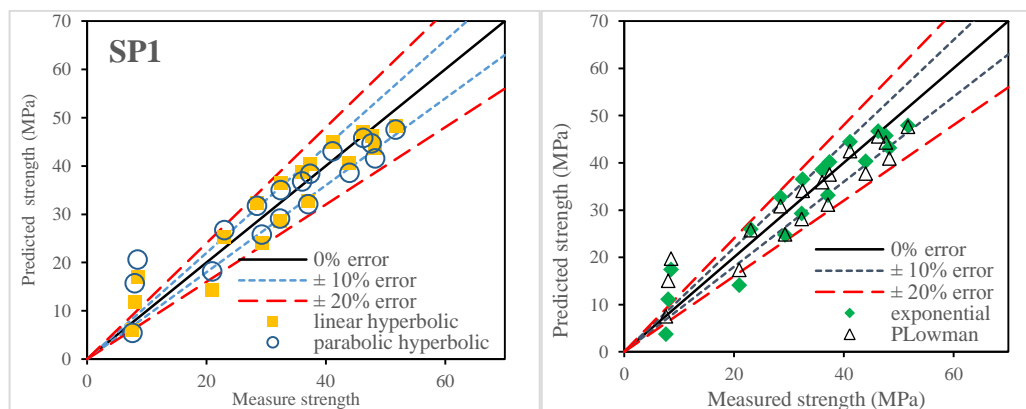 SP1
Predicted strength (MPa)
70
60
50
40
30
20
10
0
0% error
± 10% error
± 20% error
linear hyperbolic
parabolic hyperbolic
0
20
40
60
Measure strength
Predicted strength (MPa)
70
60
50
40
30
20
10
0
0% error
± 10% error
± 20% error
exponential
PLowman
0
20
40
60
Measured strength (MPa)